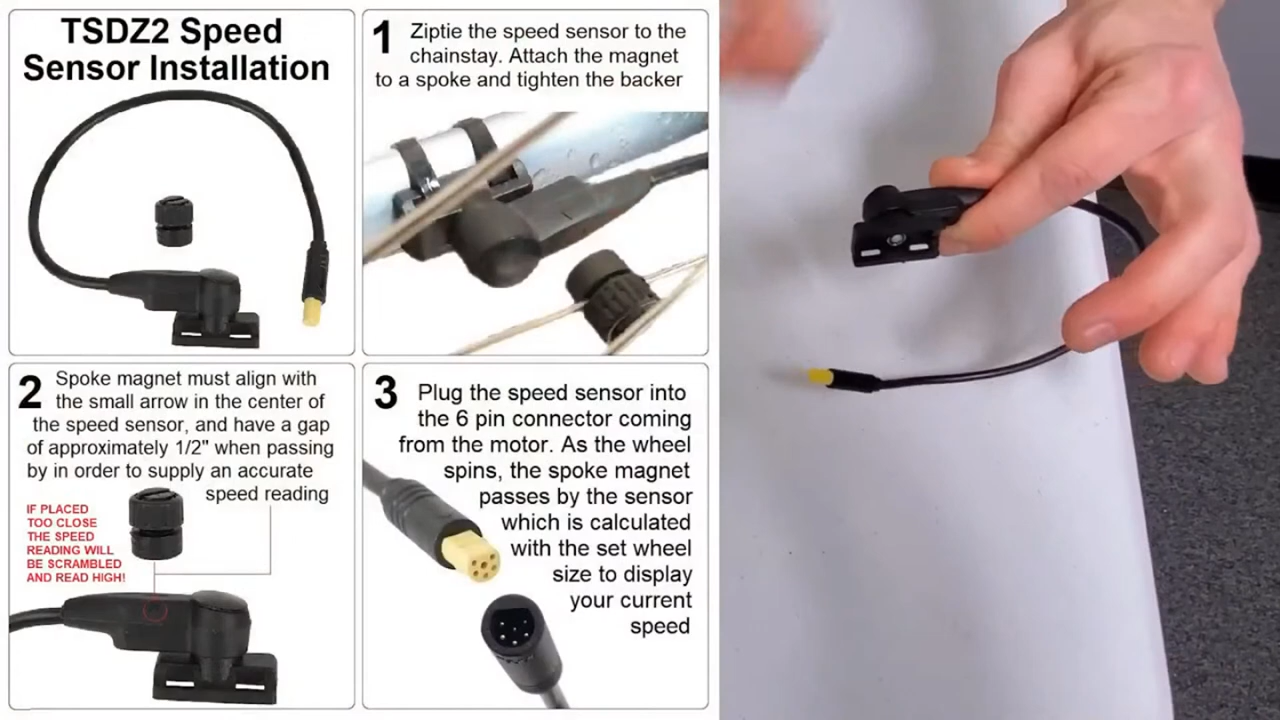 TSDZ2 Speed
Sensor Installation
1 Ziptie the speed sensor to the
chainstay. Attach the magnet
to a spoke and tighten the backer
2 Spoke magnet must align with
the small arrow in the center of
the speed sensor, and have a gap
of approximately 1/2" when passing
by in order to supply an accurate
speed reading
IF PLACED
TOO CLOSE
THE SPEED
READING WILL
BE SCRAMBLED
AND READ HIGH!
3 Plug the speed sensor into
the 6 pin connector coming
from the motor. As the wheel
spins, the spoke magnet
passes by the sensor
which is calculated
with the set wheel
size to display
your current
speed